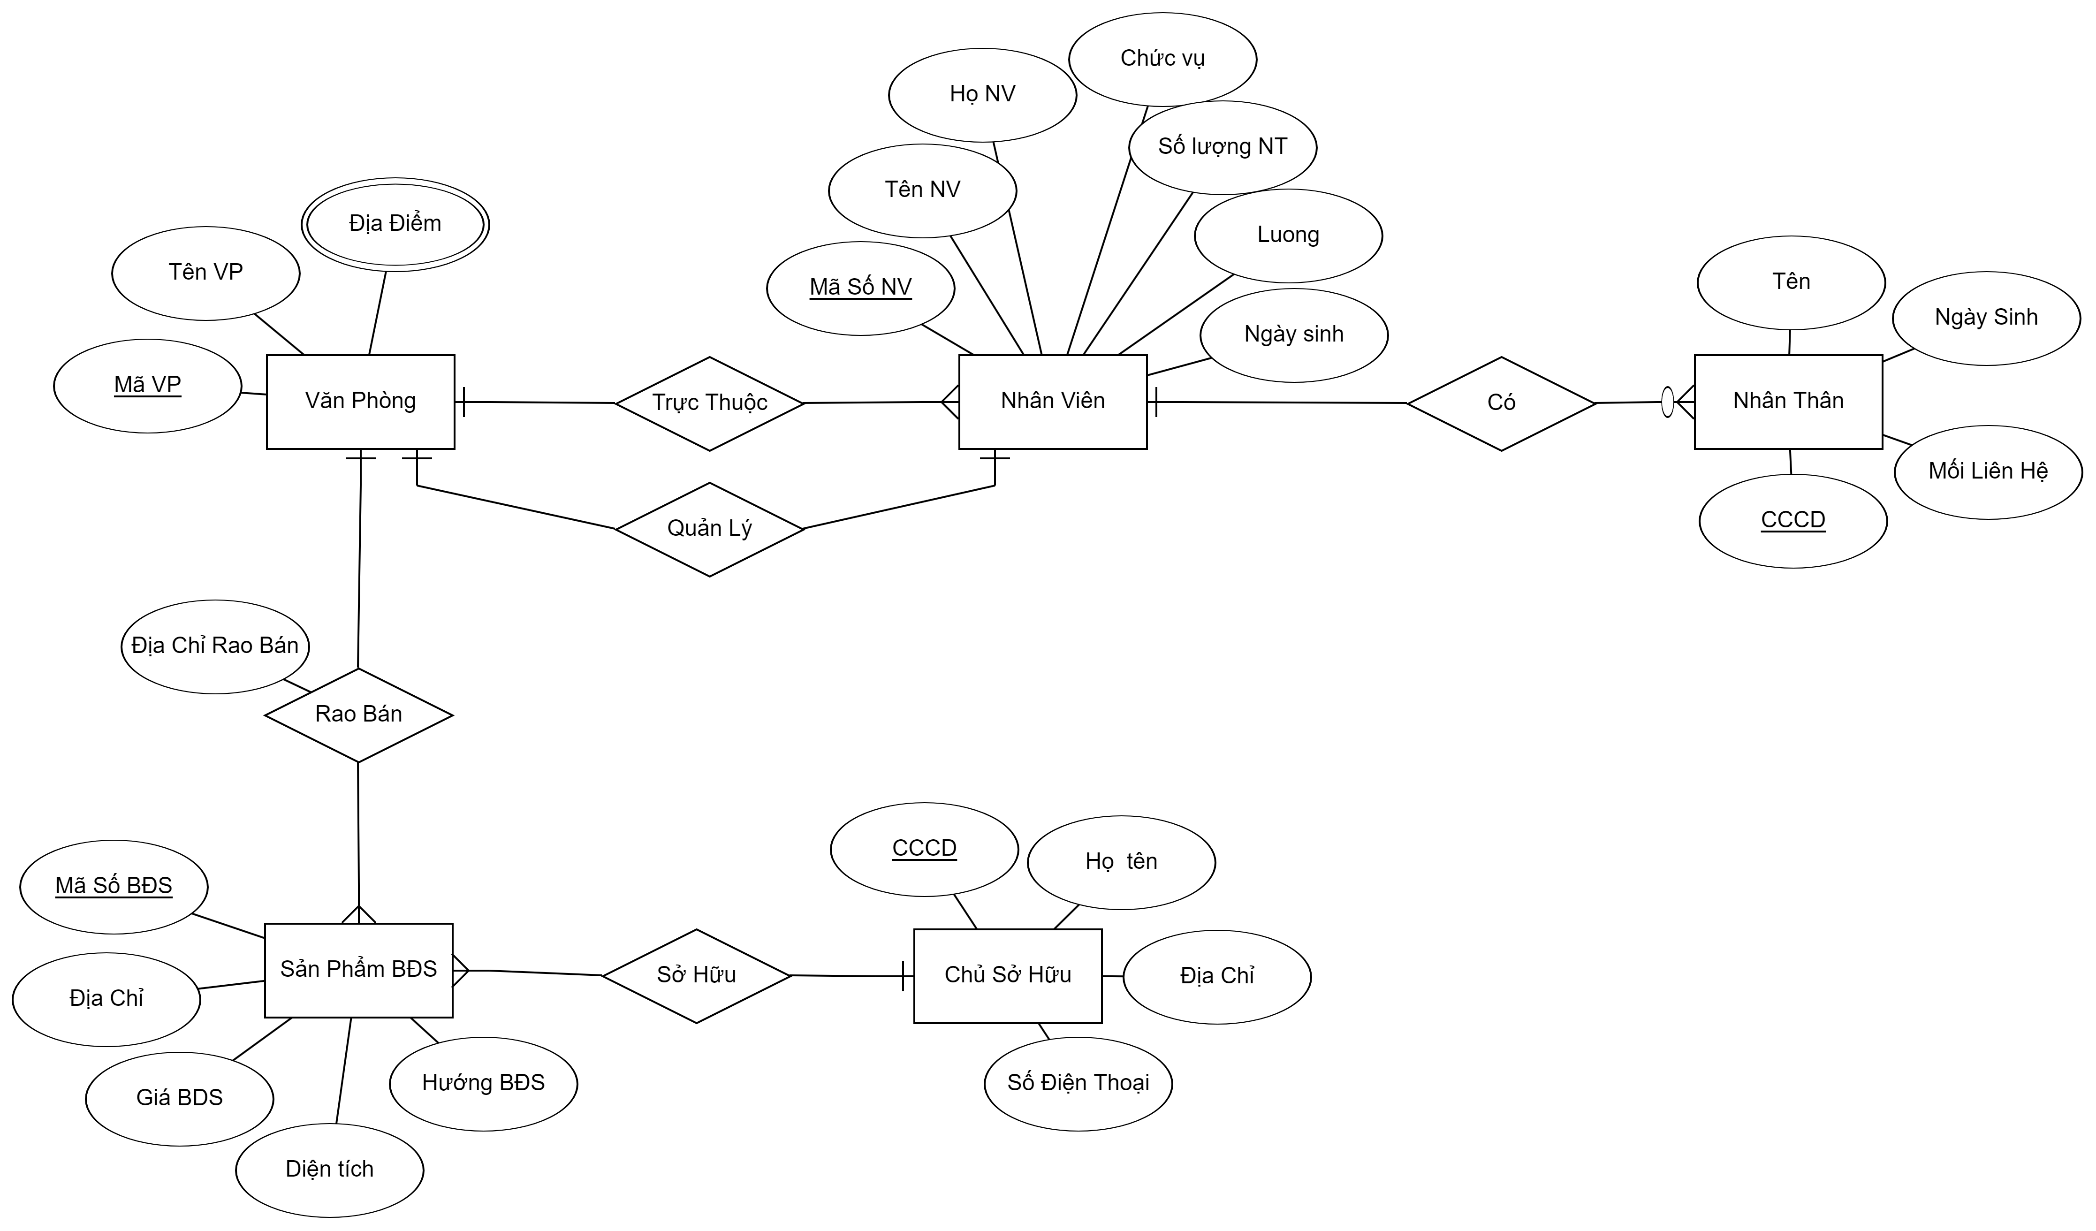 Chức vụ
Họ NV
Số lượng NT
Tên NV
Địa Điểm
Luong
Tên VP
Mã Số NV
Tên
Ngày Sinh
Ngày sinh
Mã VP
Văn Phòng
Trực Thuộc
Nhân Viên
Có
Nhân Thân
Mối Liên Hệ
Quản Lý
CCCD
Địa Chỉ Rao Bán
Rao Bán
CCCD
Họ  tên
Mã Số BĐS
Sản Phẩm BĐS
Sở Hữu
Chủ Sở Hữu
Địa Chỉ
Địa Chỉ
Giá BDS
Hướng BĐS
Số Điện Thoại
Diện tích